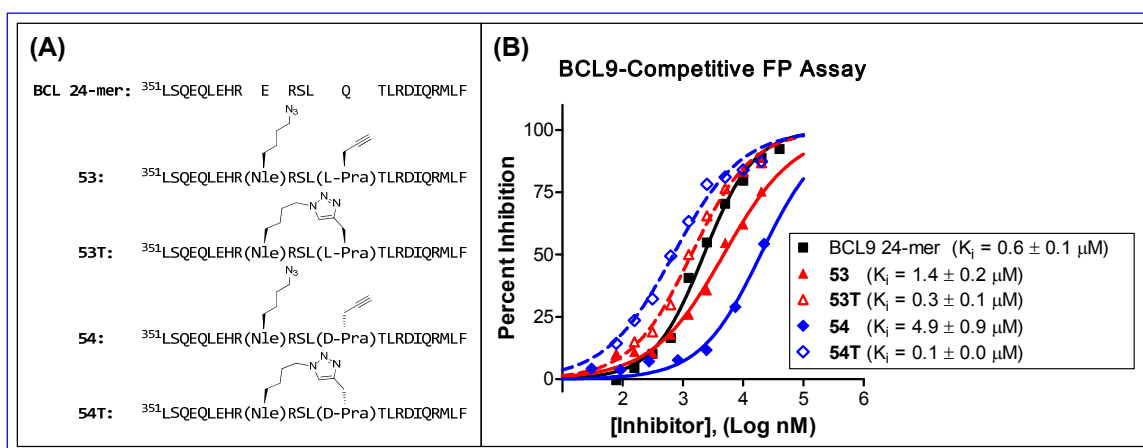 (A)
BCL 24-mer: ³⁵¹LSQEQLEHR E RSL Q TLRDIQRMLF
N₃
53: ³⁵¹LSQEQLEHR(Nle)RSL(L-Pra)TLRDIQRMLF
N N N
53T: ³⁵¹LSQEQLEHR(Nle)RSL(L-Pra)TLRDIQRMLF
N₃
54: ³⁵¹LSQEQLEHR(Nle)RSL(D-Pra)TLRDIQRMLF
N N N
54T: ³⁵¹LSQEQLEHR(Nle)RSL(D-Pra)TLRDIQRMLF
(B)
BCL9-Competitive FP Assay
Percent Inhibition
100
75
50
25
0
2 3 4 5 6
[Inhibitor], (Log nM)
BCL9 24-mer (Kᵢ = 0.6 ± 0.1 μM)
53 (Kᵢ = 1.4 ± 0.2 μM)
53T (Kᵢ = 0.3 ± 0.1 μM)
54 (Kᵢ = 4.9 ± 0.9 μM)
54T (Kᵢ = 0.1 ± 0.0 μM)